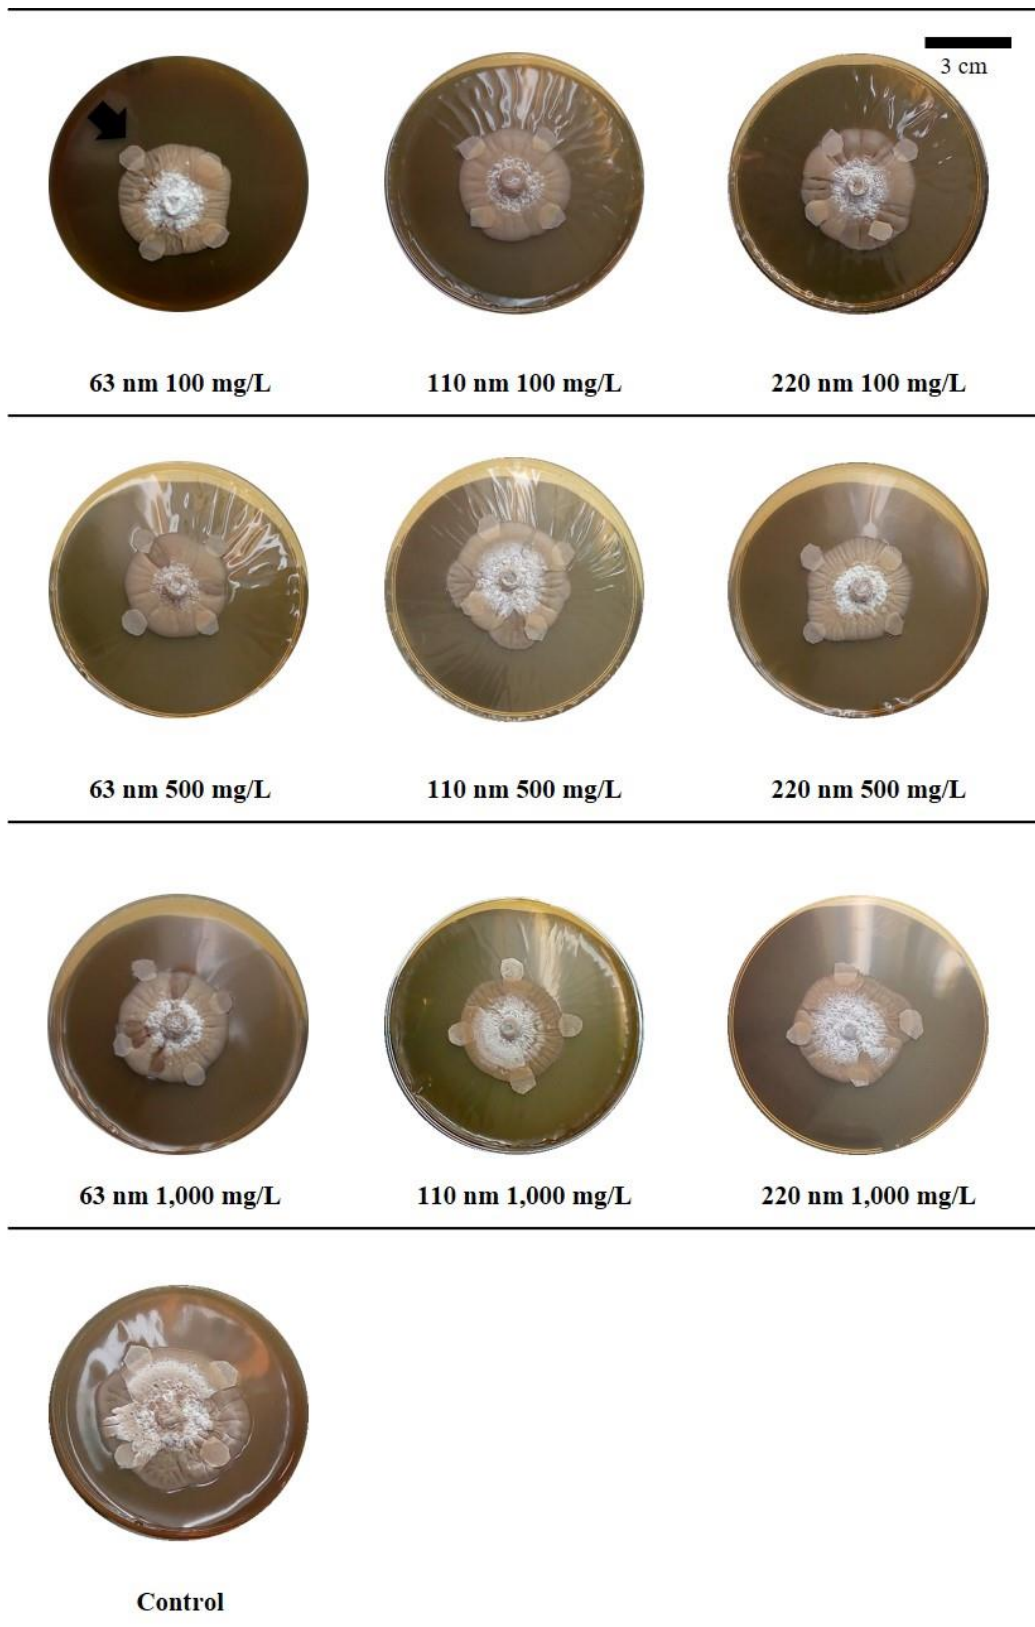 3 cm
63 nm 100 mg/L
110 nm 100 mg/L
220 nm 100 mg/L
63 nm 500 mg/L
110 nm 500 mg/L
220 nm 500 mg/L
63 nm 1,000 mg/L
110 nm 1,000 mg/L
220 nm 1,000 mg/L
Control